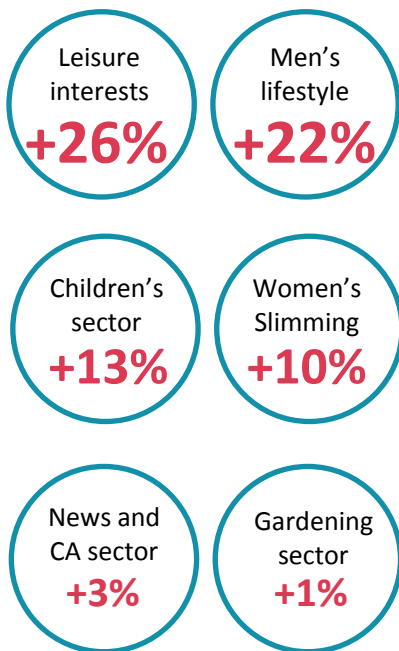 Leisure
interests
+26%
Men’s
lifestyle
+22%
Children’s
sector
+13%
Women’s
Slimming
+10%
News and
CA sector
+3%
Gardening
sector
+1%